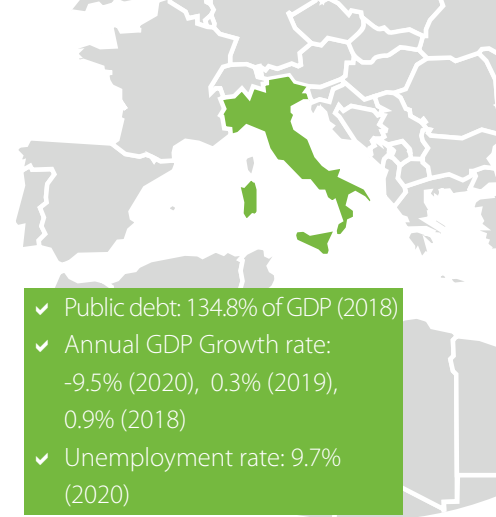 ✓ Public debt: 134.8% of GDP (2018)
✓ Annual GDP Growth rate:
-9.5% (2020), 0.3% (2019),
0.9% (2018)
✓ Unemployment rate: 9.7%
(2020)